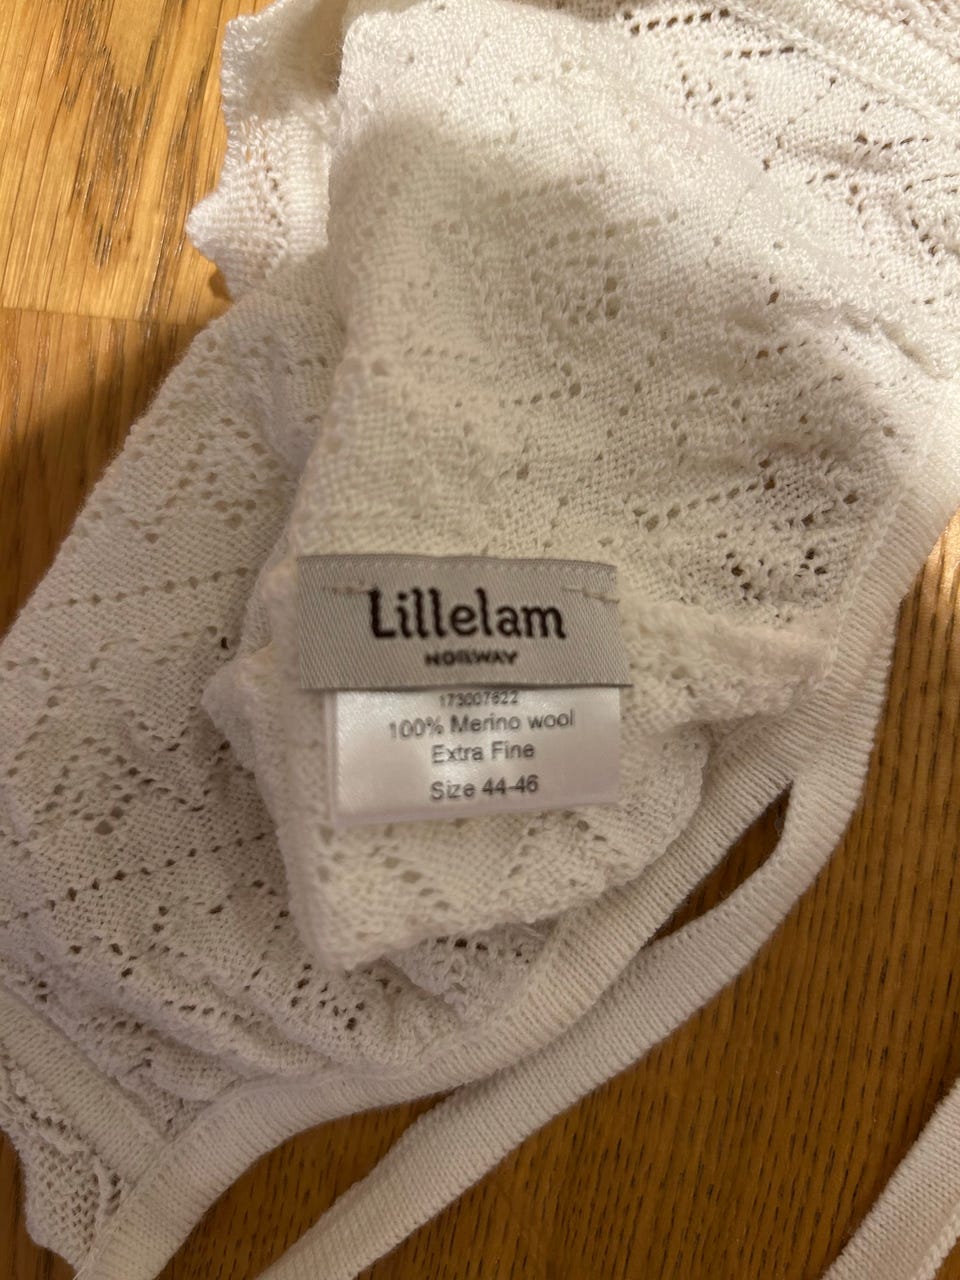 Lillelam
NORWAY
173007622
100% Merino wool
Extra Fine
Size 44-46